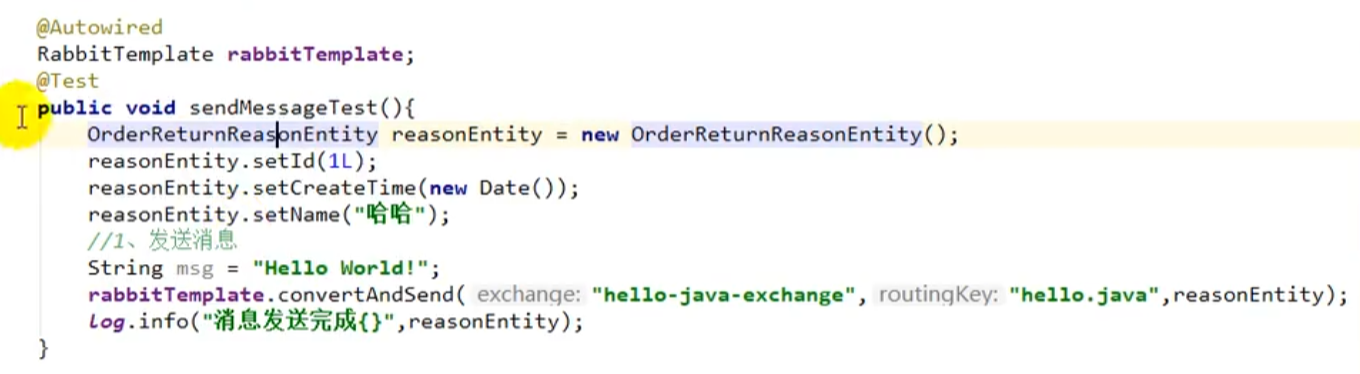 @Autowired
RabbitTemplate rabbitTemplate;
@Test
public void sendMessageTest(){
OrderReturnReasonEntity reasonEntity = new OrderReturnReasonEntity();
reasonEntity.setId(1L);
reasonEntity.setCreateTime(new Date());
reasonEntity.setName("哈哈");
//1、发送消息
String msg = "Hello World!";
rabbitTemplate.convertAndSend( exchange: "hello-java-exchange", routingKey: "hello.java",reasonEntity);
log.info("消息发送完成{}",reasonEntity);
}